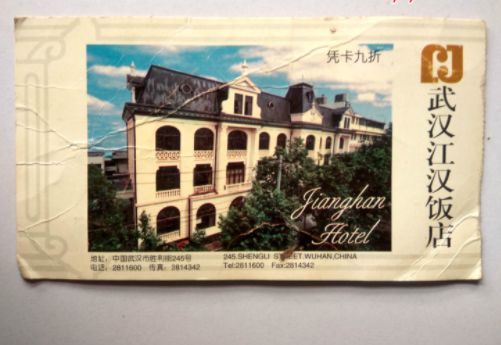 凭卡九折
武汉江汉饭店
Jianghan
Hotel
地址：中国武汉市胜利街245号
245.SHENGLI STREET.WUHAN,CHINA
电话：2811600 传真：2814342
Tel:2811600 Fax:2814342